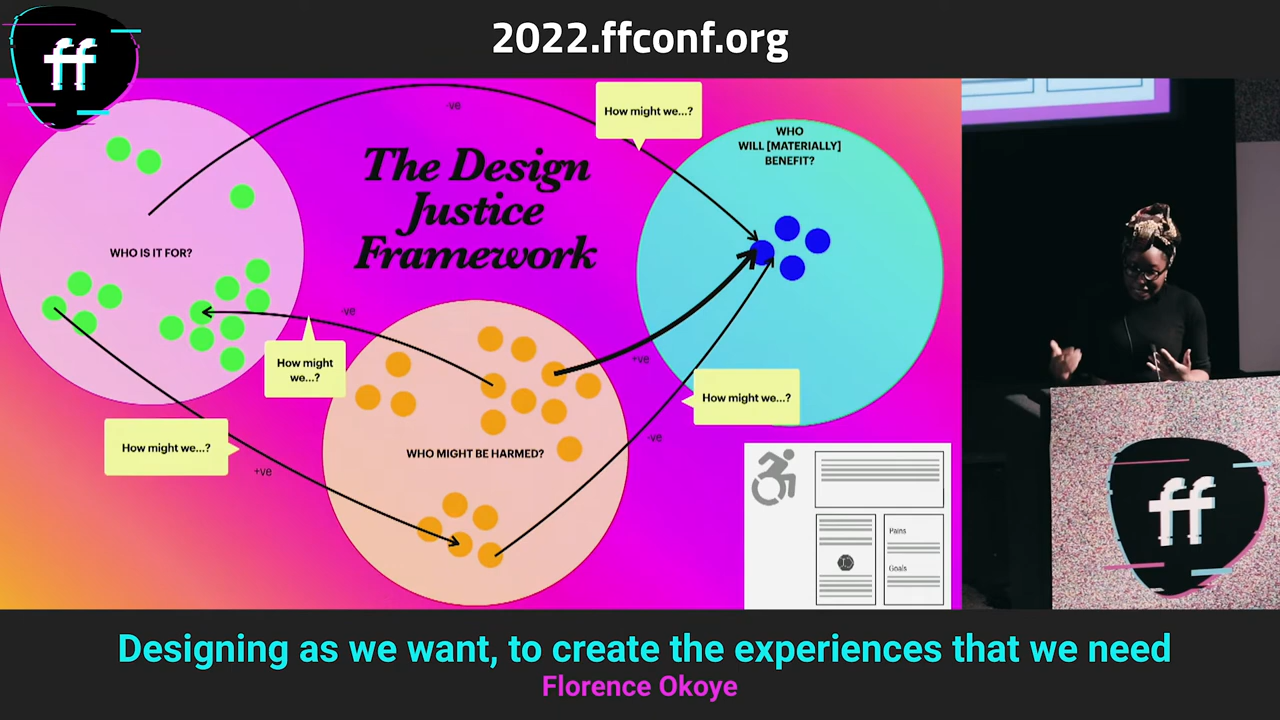 2022.ffconf.org
ff
-ve
How might we...?
WHO
WILL [MATERIALLY]
BENEFIT?
The Design
Justice
Framework
WHO IS IT FOR?
-ve
How might
we...?
+ve
How might we...?
-ve
How might we...?
+ve
WHO MIGHT BE HARMED?
Pains
Goals
ff
Designing as we want, to create the experiences that we need
Florence Okoye